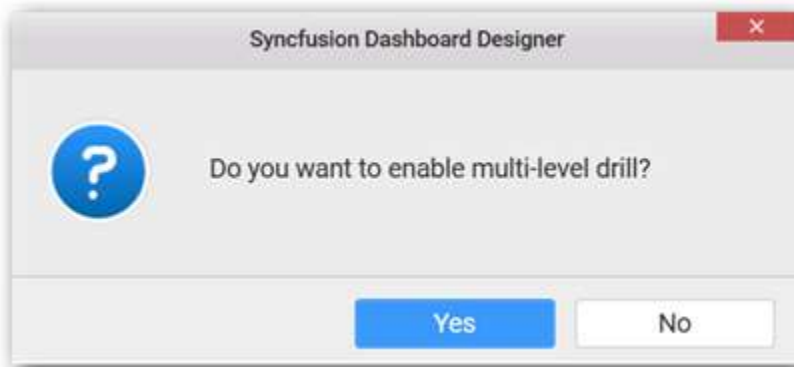 Syncfusion Dashboard Designer
Do you want to enable multi-level drill?
Yes
No